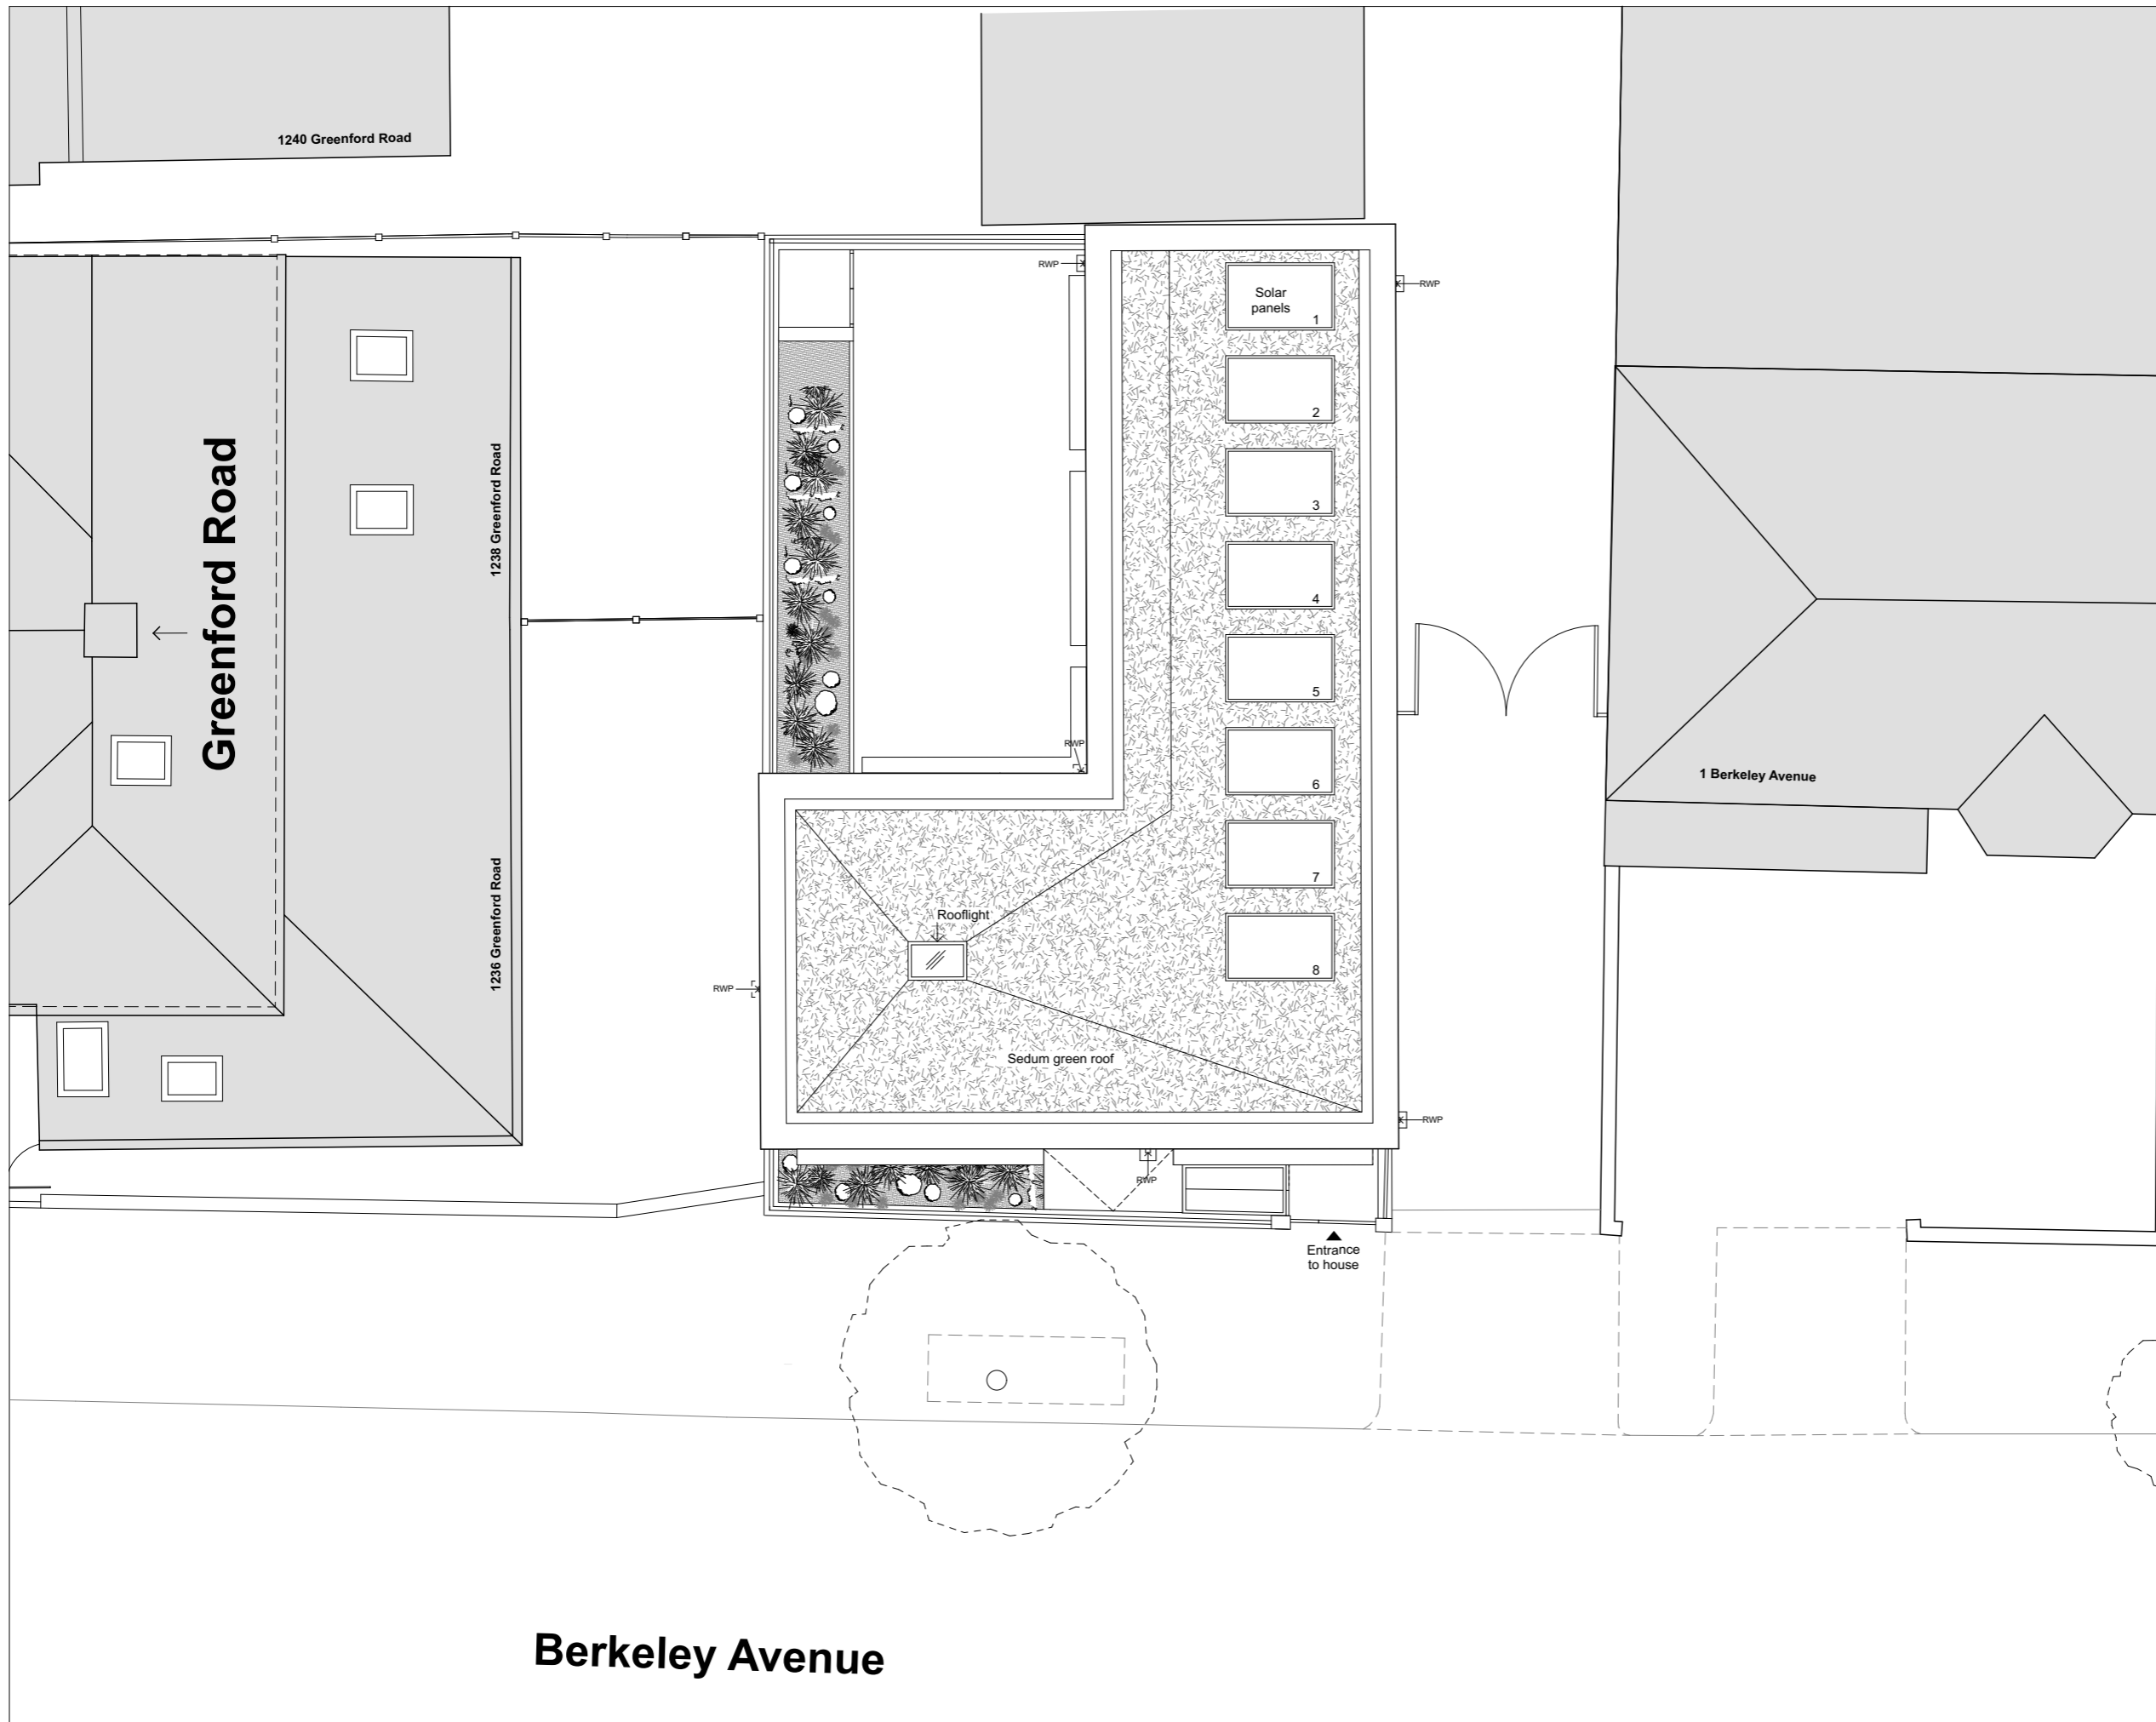 1240 Greenford Road
RWP
RWP
Solar
panels
1
2
3
4
5
6
7
8
Greenford Road
1238 Greenford Road
RWP
1 Berkeley Avenue
1236 Greenford Road
Rooflight
RWP
Sedum green roof
RWP
RWP
Entrance
to house
Berkeley Avenue